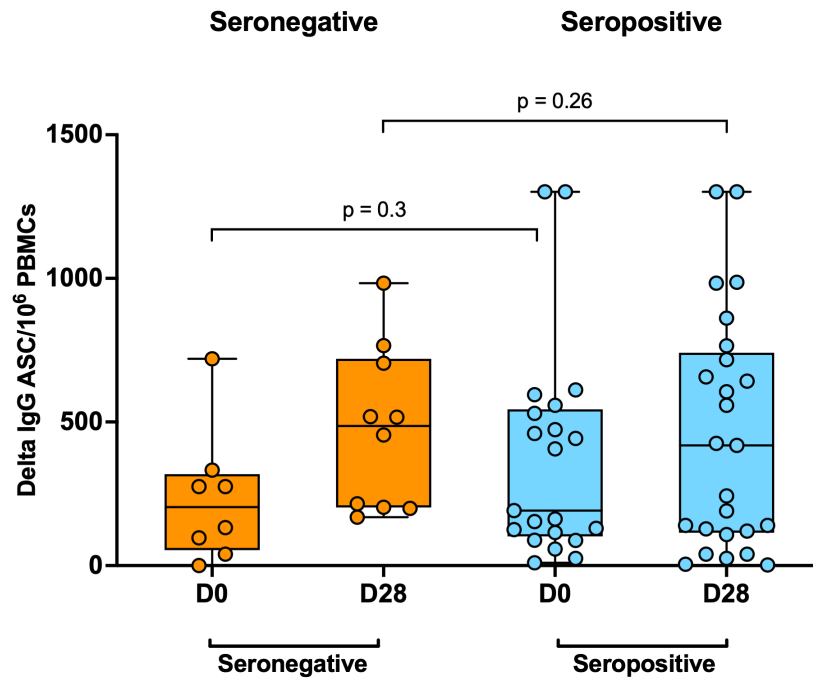 Seronegative Seropositive
p = 0.26
p = 0.3
Delta IgG ASC/10⁶ PBMCs
1500
1000
500
0
D0 D28 D0 D28
Seronegative Seropositive